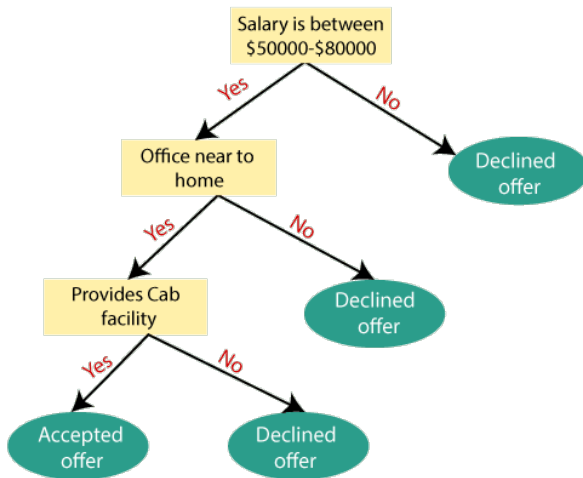 Salary is between
$50000-$80000
Yes
No
Office near to
home
Declined
offer
Yes
No
Provides Cab
facility
Declined
offer
Yes
No
Accepted
offer
Declined
offer